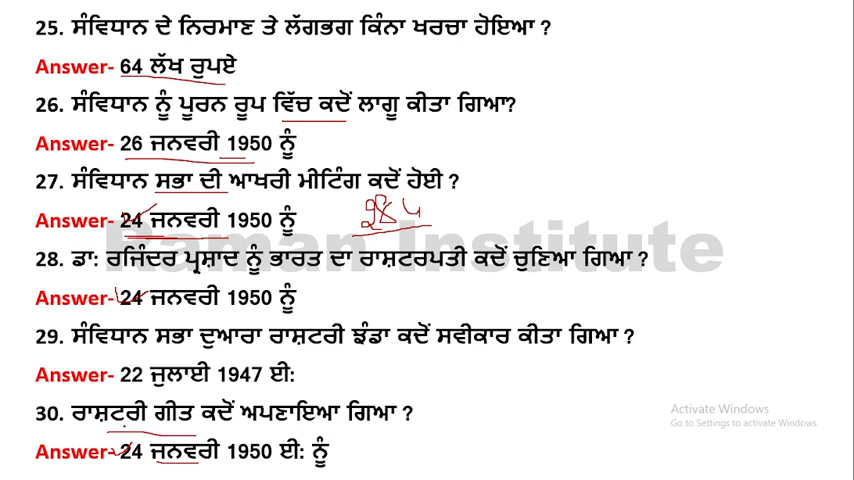 25. ਸੰਵਿਧਾਨ ਦੇ ਨਿਰਮਾਣ ਤੇ ਲੱਗਭਗ ਕਿੰਨਾ ਖਰਚਾ ਹੋਇਆ ?
Answer- 64 ਲੱਖ ਰੁਪਏ
26. ਸੰਵਿਧਾਨ ਨੂੰ ਪੂਰਨ ਰੂਪ ਵਿੱਚ ਕਦੋਂ ਲਾਗੂ ਕੀਤਾ ਗਿਆ?
Answer- 26 ਜਨਵਰੀ 1950 ਨੂੰ
27. ਸੰਵਿਧਾਨ ਸਭਾ ਦੀ ਆਖਰੀ ਮੀਟਿੰਗ ਕਦੋਂ ਹੋਈ ?
Answer- 24 ਜਨਵਰੀ 1950 ਨੂੰ
Raman Institute
28. ਡਾ: ਰਜਿੰਦਰ ਪ੍ਰਸ਼ਾਦ ਨੂੰ ਭਾਰਤ ਦਾ ਰਾਸ਼ਟਰਪਤੀ ਕਦੋਂ ਚੁਣਿਆ ਗਿਆ ?
Answer- 24 ਜਨਵਰੀ 1950 ਨੂੰ
29. ਸੰਵਿਧਾਨ ਸਭਾ ਦੁਆਰਾ ਰਾਸ਼ਟਰੀ ਝੰਡਾ ਕਦੋਂ ਸਵੀਕਾਰ ਕੀਤਾ ਗਿਆ ?
Answer- 22 ਜੁਲਾਈ 1947 ਈ:
30. ਰਾਸ਼ਟਰੀ ਗੀਤ ਕਦੋਂ ਅਪਣਾਇਆ ਗਿਆ ?
Answer- 24 ਜਨਵਰੀ 1950 ਈ: ਨੂੰ
Activate Windows
Go to Settings to activate Windows.